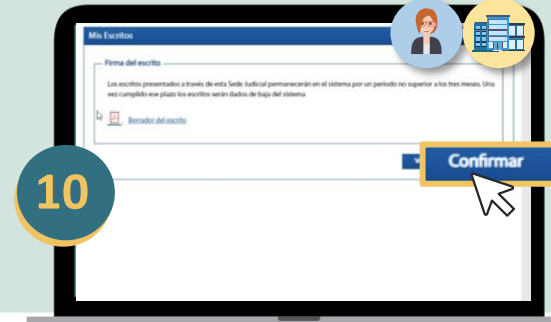 Mis Escritos
Firma del escrito
Los escritos presentados a través de esta Sede Judicial permanecerán en el sistema por un periodo no superior a los tres meses. Una
vez cumplido ese plazo los escritos serán dados de baja del sistema
Borrador del escrito
Confirmar
10